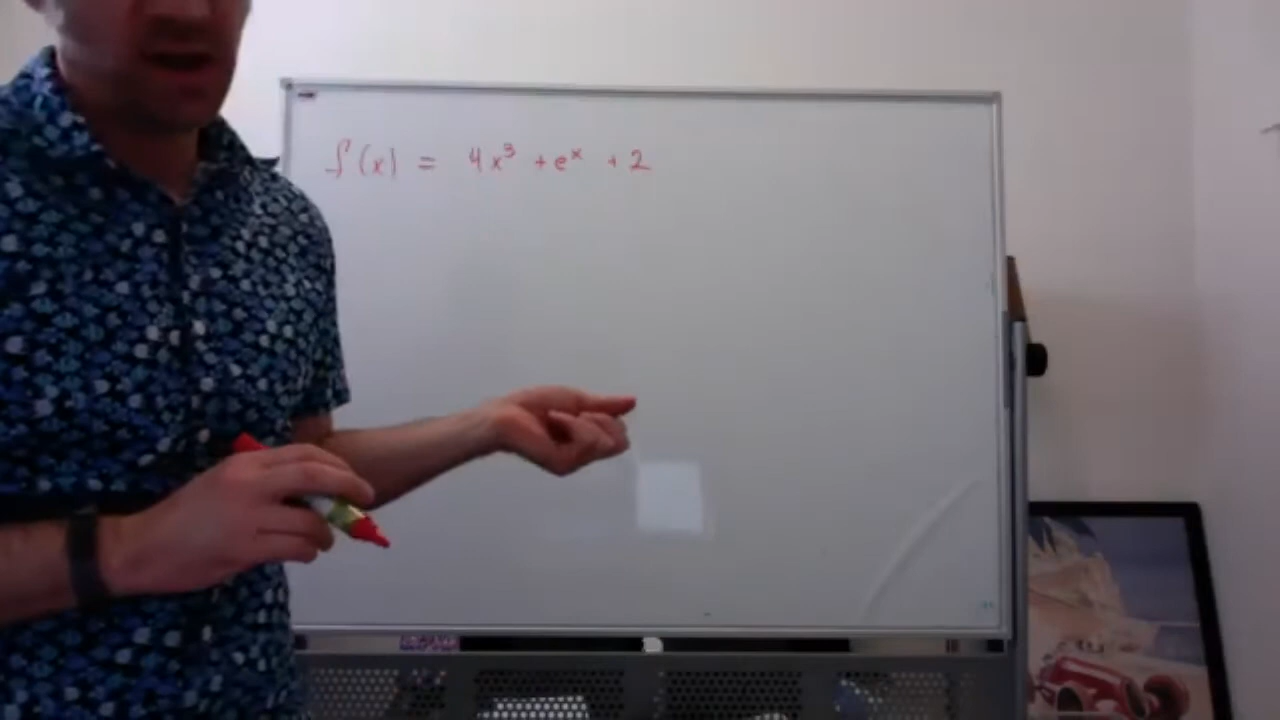 f(x) = 4x³ + eˣ + 2